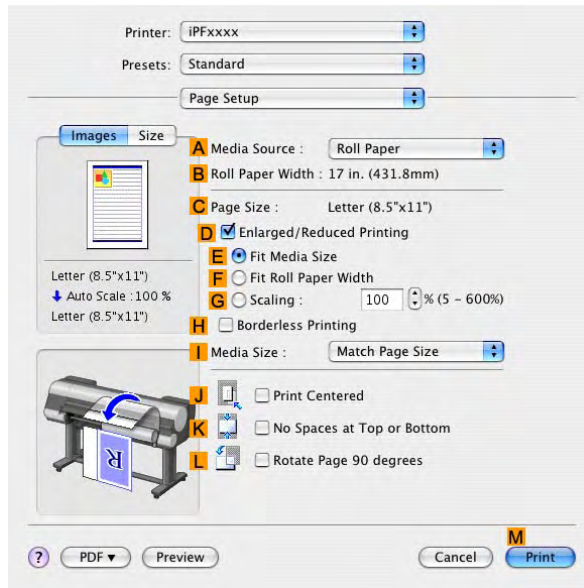 Printer: iPFxxxx
Presets: Standard
Page Setup
Images Size
A Media Source : Roll Paper
B Roll Paper Width : 17 in. (431.8mm)
C Page Size : Letter (8.5"x11")
D Enlarged/Reduced Printing
E Fit Media Size
F Fit Roll Paper Width
G Scaling : 100 % (5 - 600%)
H Borderless Printing
I Media Size : Match Page Size
J Print Centered
K No Spaces at Top or Bottom
L Rotate Page 90 degrees
Letter (8.5"x11")
Auto Scale :100 %
Letter (8.5"x11")
R
M
? PDF▼ Preview Cancel Print